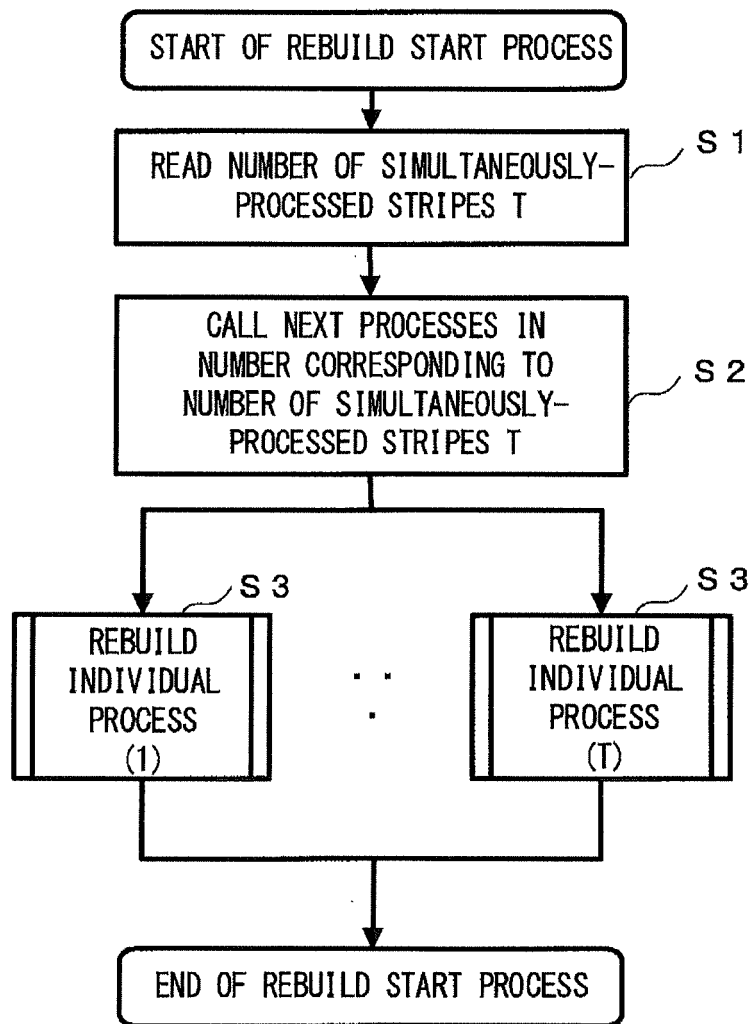 START OF REBUILD START PROCESS
S 1
READ NUMBER OF SIMULTANEOUSLY-
PROCESSED STRIPES T
CALL NEXT PROCESSES IN
NUMBER CORRESPONDING TO
NUMBER OF SIMULTANEOUSLY-
PROCESSED STRIPES T
S 2
S 3
REBUILD
INDIVIDUAL
PROCESS
(1)
S 3
REBUILD
INDIVIDUAL
PROCESS
(T)
END OF REBUILD START PROCESS